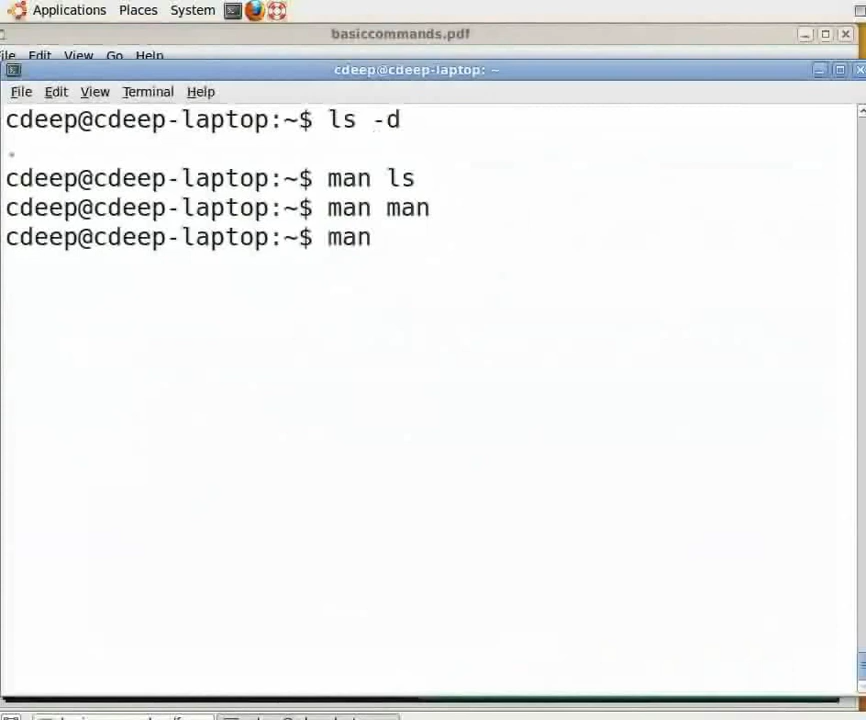 Applications Places System
basiccommands.pdf
ile Edit View Go Help
cdeep@cdeep-laptop: ~
File Edit View Terminal Help
cdeep@cdeep-laptop:~$ ls -d
.
cdeep@cdeep-laptop:~$ man ls
cdeep@cdeep-laptop:~$ man man
cdeep@cdeep-laptop:~$ man